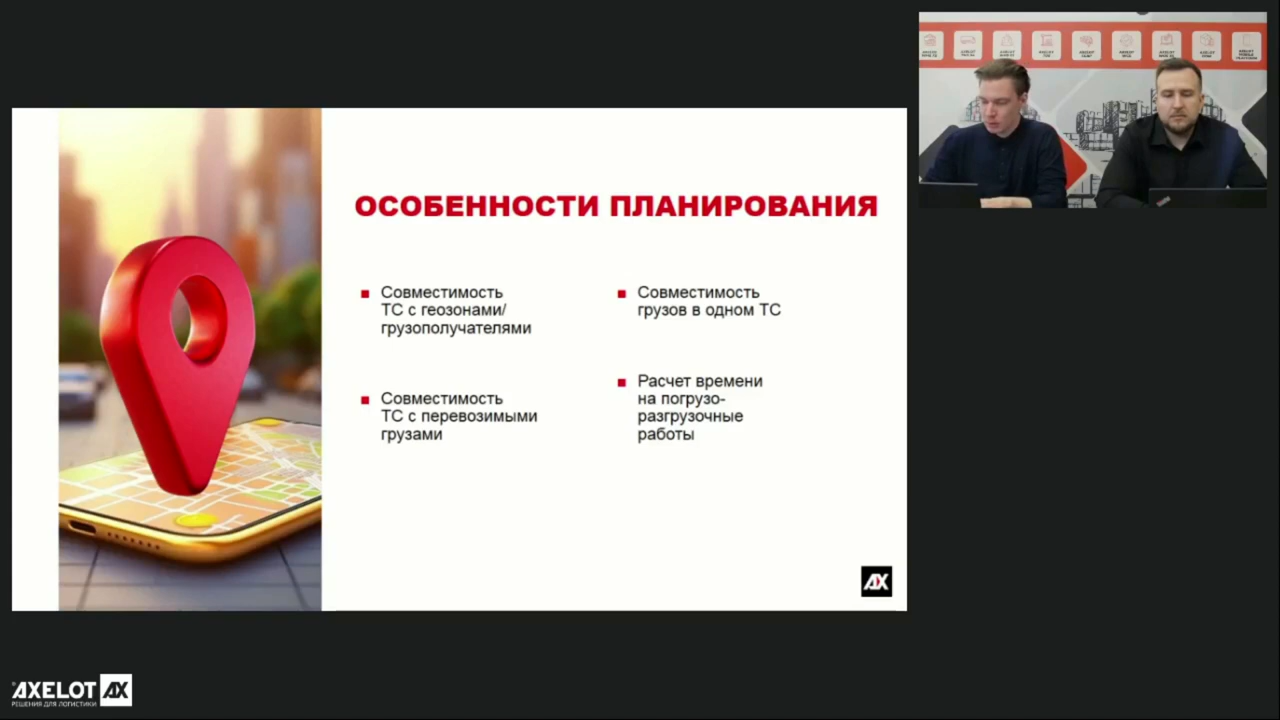 ОСОБЕННОСТИ ПЛАНИРОВАНИЯ
Совместимость
ТС с геозонами/
грузополучателями
Совместимость
ТС с перевозимыми
грузами
Совместимость
грузов в одном ТС
Расчет времени
на погрузо-
разгрузочные
работы
AX
AXELOT AX
РЕШЕНИЯ ДЛЯ ЛОГИСТИКИ